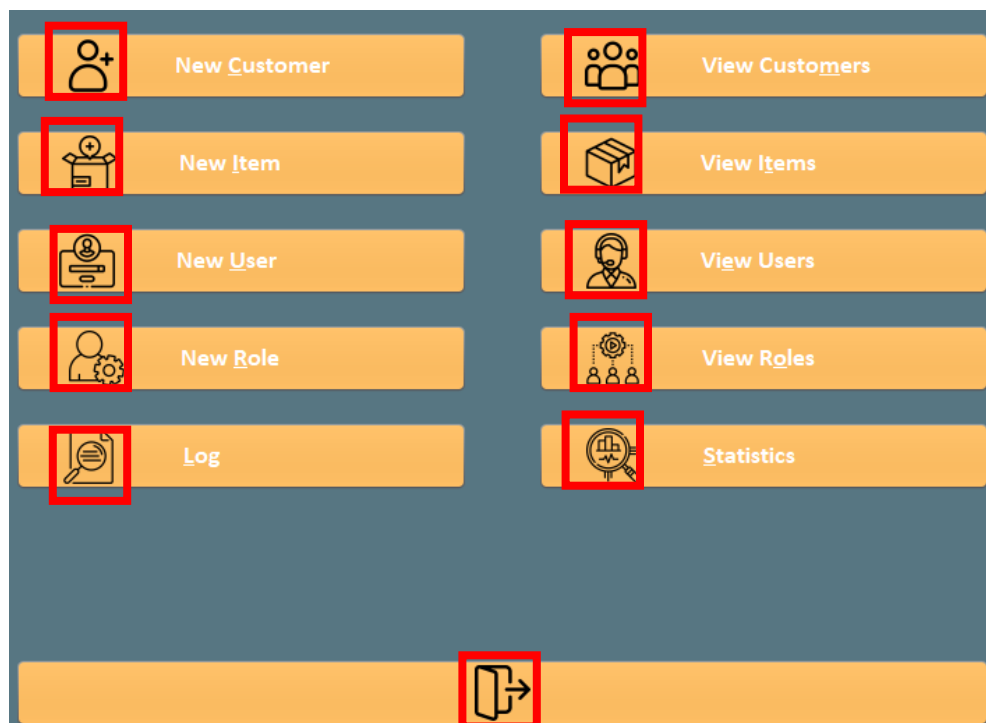 New Customer
View Customers
New Item
View Items
New User
View Users
New Role
View Roles
Log
Statistics